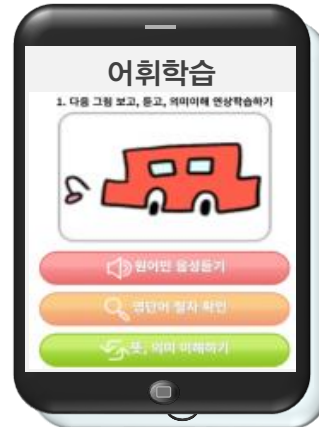 어휘학습
1. 다음 그림 보고, 듣고, 의미이해 연상학습하기
원어민 음성듣기
영단어 철자 확인
뜻, 의미 이해하기